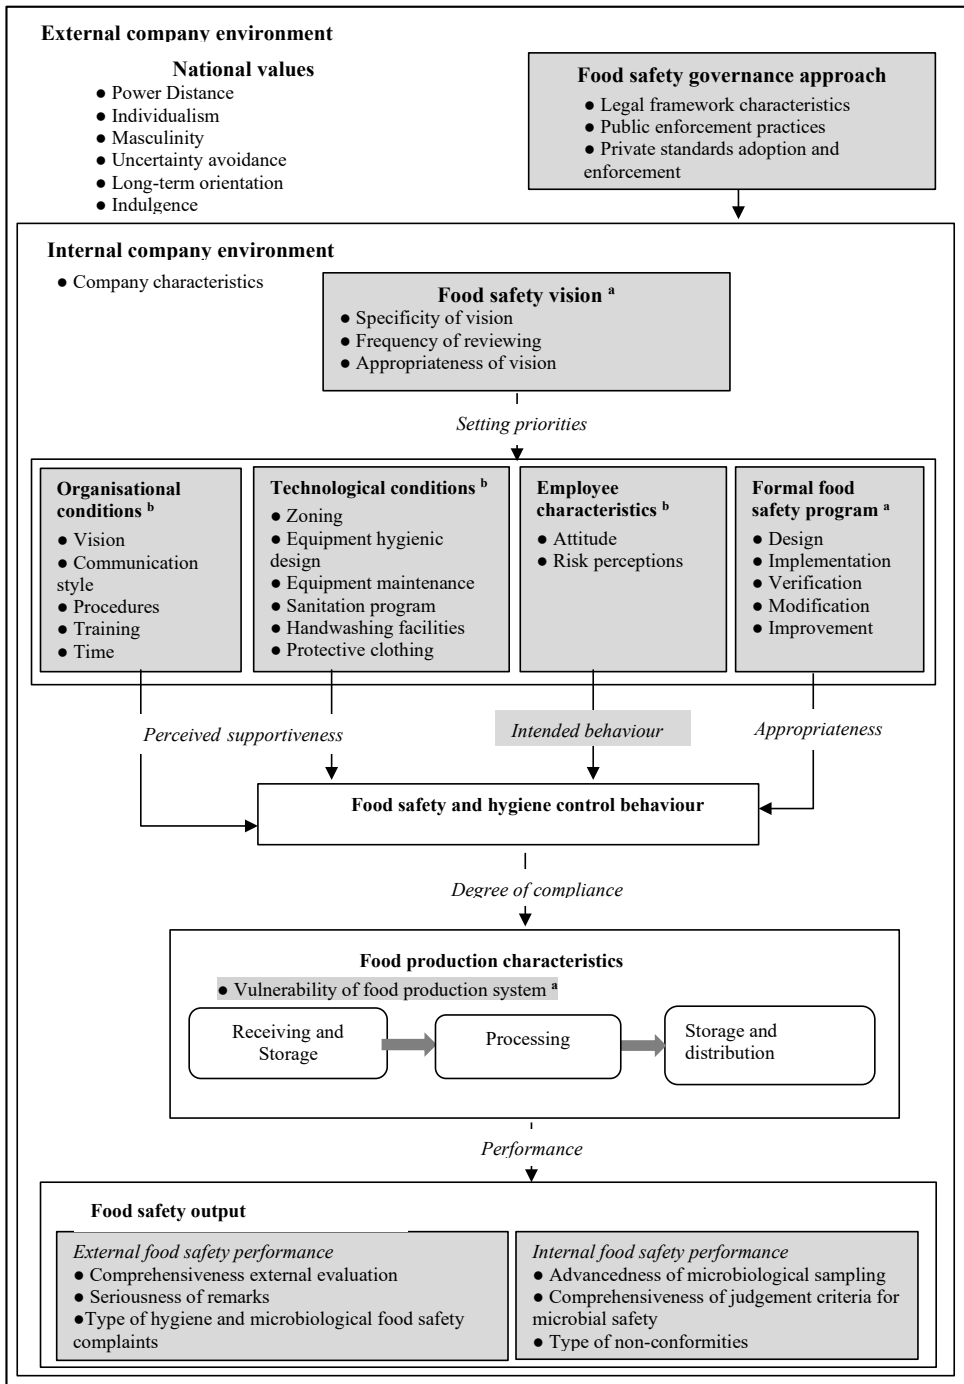 External company environment
National values
● Power Distance
● Individualism
● Masculinity
● Uncertainty avoidance
● Long-term orientation
● Indulgence
Food safety governance approach
● Legal framework characteristics
● Public enforcement practices
● Private standards adoption and
enforcement
Internal company environment
● Company characteristics
Food safety vision a
● Specificity of vision
● Frequency of reviewing
● Appropriateness of vision
Setting priorities
Organisational
conditions b
● Vision
● Communication
style
● Procedures
● Training
● Time
Technological conditions b
● Zoning
● Equipment hygienic
design
● Equipment maintenance
● Sanitation program
● Handwashing facilities
● Protective clothing
Employee
characteristics b
● Attitude
● Risk perceptions
Formal food
safety program a
● Design
● Implementation
● Verification
● Modification
● Improvement
Perceived supportiveness
Intended behaviour
Appropriateness
Food safety and hygiene control behaviour
Degree of compliance
Food production characteristics
● Vulnerability of food production system a
Receiving and
Storage
Processing
Storage and
distribution
Performance
Food safety output
External food safety performance
● Comprehensiveness external evaluation
● Seriousness of remarks
●Type of hygiene and microbiological food safety
complaints
Internal food safety performance
● Advancedness of microbiological sampling
● Comprehensiveness of judgement criteria for
microbial safety
● Type of non-conformities